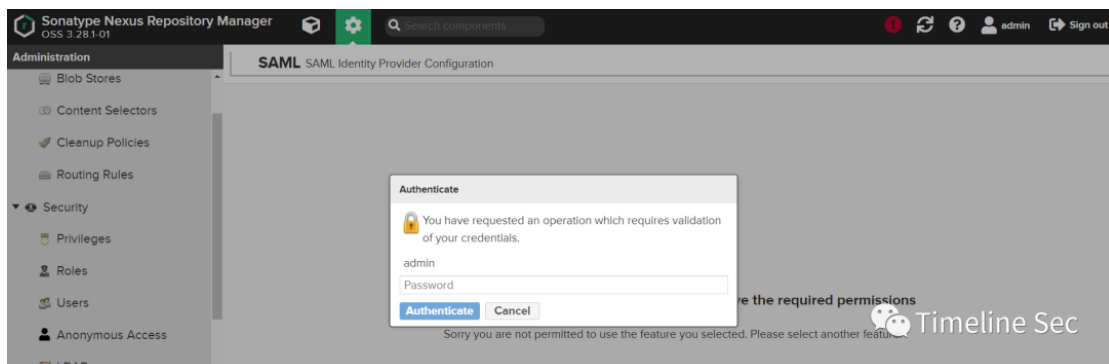 Sonatype Nexus Repository Manager
OSS 3.28.1-01
Search components
admin
Sign out
Administration
SAML SAML Identity Provider Configuration
Blob Stores
Content Selectors
Cleanup Policies
Routing Rules
Security
Privileges
Roles
Users
Anonymous Access
Authenticate
You have requested an operation which requires validation
of your credentials.
admin
Password
Authenticate Cancel
the required permissions
Sorry you are not permitted to use the feature you selected. Please select another
Timeline Sec